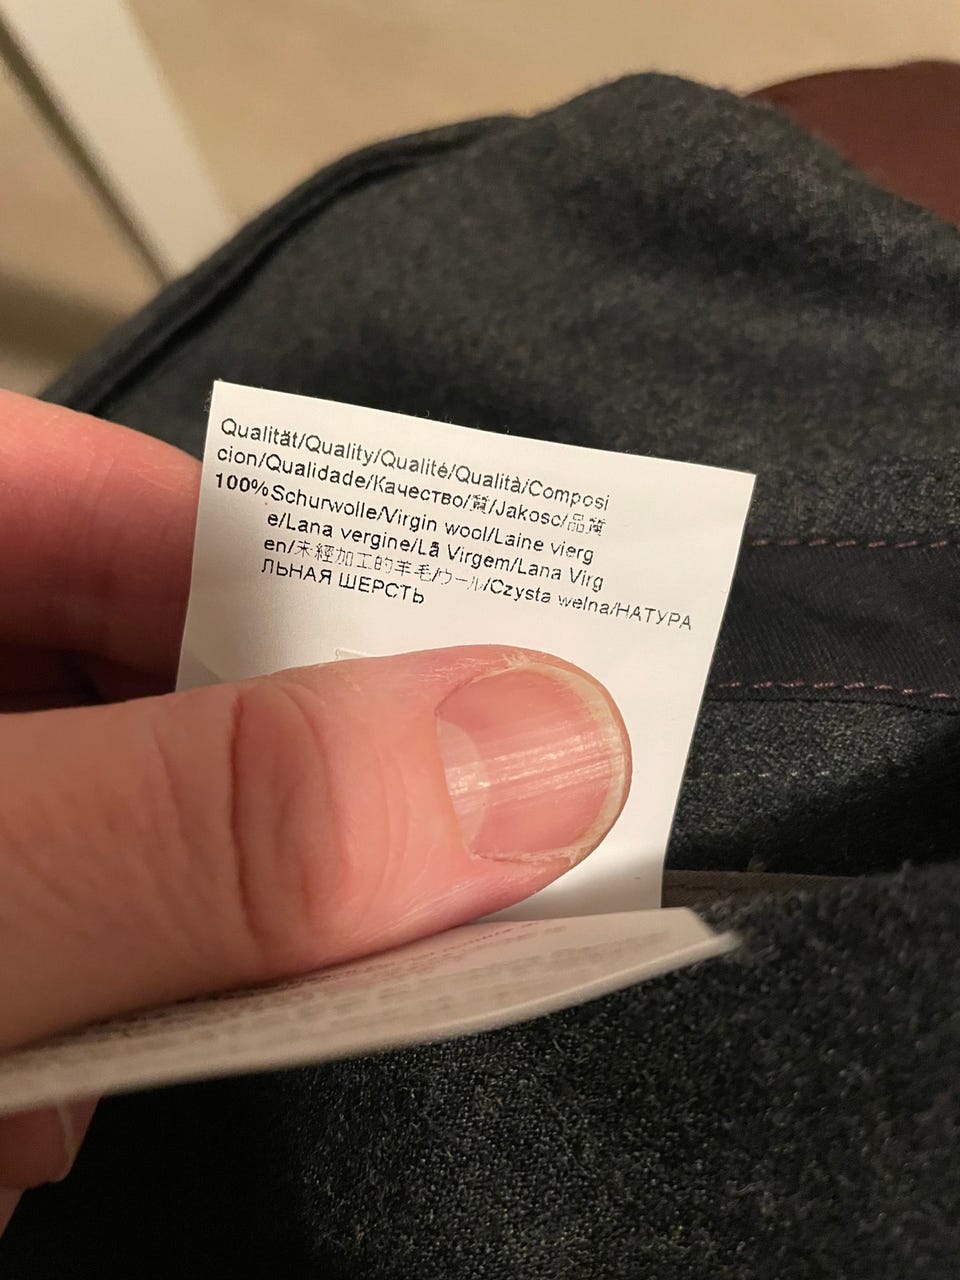 Qualität/Quality/Qualité/Qualità/Composi
cion/Qualidade/Качество/質/Jakosc/品質
100%Schurwolle/Virgin wool/Laine vierg
e/Lana vergine/Lã Virgem/Lana Virg
en/未經加工的羊毛/ウール/Czysta welna/НАТУРА
ЛЬНАЯ ШЕРСТЬ